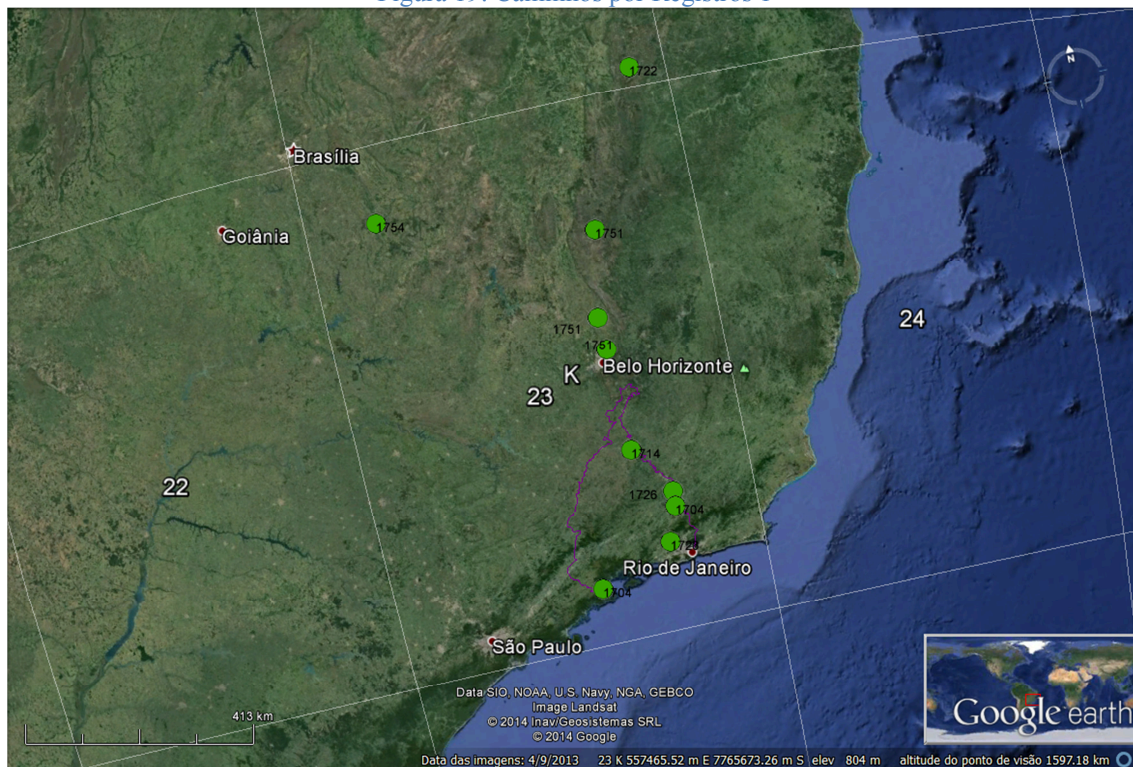 1722
Brasília
Goiânia
1754
1751
24
1751
1751
Belo Horizonte
K
23
1714
22
1726
1704
Rio de Janeiro
1704
São Paulo
Data SIO, NOAA, U.S. Navy, NGA, GEBCO
Image Landsat
© 2014 Inav/Geosistemas SRL
© 2014 Google
413 km
N
Google earth
Data das imagens: 4/9/2013 23 K 557465.52 m E 7765673.26 m S elev 804 m altitude do ponto de visão 1597.18 km